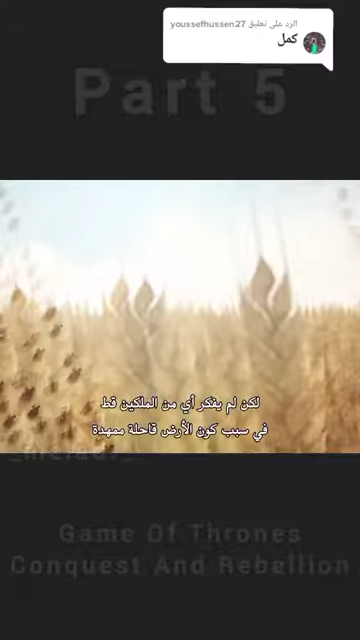 الرد على تعليق youssefhussen27
كمل
Part 5
لكن لم يفكر أي من الملكين قط
في سبب كون الأرض قاحلة ممهدة
Game Of Thrones
Conquest And Rebellion